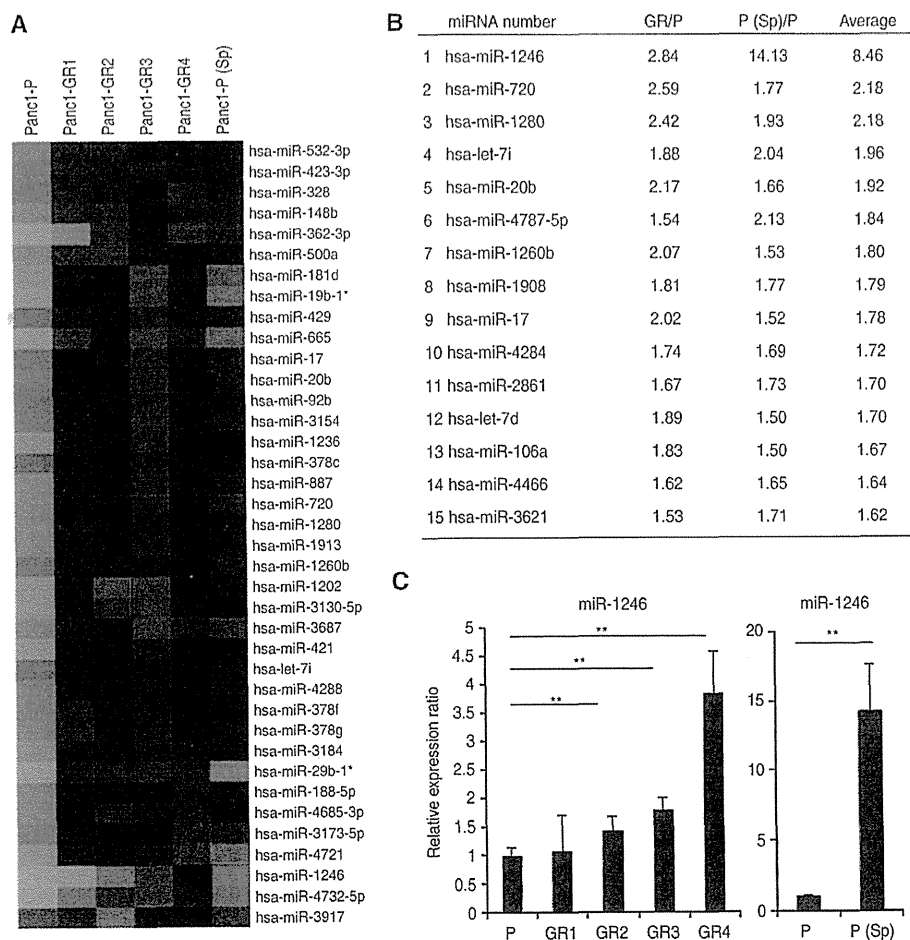 A
Panc1-P
Panc1-GR1
Panc1-GR2
Panc1-GR3
Panc1-GR4
Panc1-P (Sp)
hsa-miR-532-3p
hsa-miR-423-3p
hsa-miR-328
hsa-miR-148b
hsa-miR-362-3p
hsa-miR-500a
hsa-miR-181d
hsa-miR-19b-1*
hsa-miR-429
hsa-miR-665
hsa-miR-17
hsa-miR-20b
hsa-miR-92b
hsa-miR-3154
hsa-miR-1236
hsa-miR-378c
hsa-miR-887
hsa-miR-720
hsa-miR-1280
hsa-miR-1913
hsa-miR-1260b
hsa-miR-1202
hsa-miR-3130-5p
hsa-miR-3687
hsa-miR-421
hsa-let-7i
hsa-miR-4288
hsa-miR-378f
hsa-miR-378g
hsa-miR-3184
hsa-miR-29b-1*
hsa-miR-188-5p
hsa-miR-4685-3p
hsa-miR-3173-5p
hsa-miR-4721
hsa-miR-1246
hsa-miR-4732-5p
hsa-miR-3917
B
miRNA number GR/P P (Sp)/P Average
1 hsa-miR-1246 2.84 14.13 8.46
2 hsa-miR-720 2.59 1.77 2.18
3 hsa-miR-1280 2.42 1.93 2.18
4 hsa-let-7i 1.88 2.04 1.96
5 hsa-miR-20b 2.17 1.66 1.92
6 hsa-miR-4787-5p 1.54 2.13 1.84
7 hsa-miR-1260b 2.07 1.53 1.80
8 hsa-miR-1908 1.81 1.77 1.79
9 hsa-miR-17 2.02 1.52 1.78
10 hsa-miR-4284 1.74 1.69 1.72
11 hsa-miR-2861 1.67 1.73 1.70
12 hsa-let-7d 1.89 1.50 1.70
13 hsa-miR-106a 1.83 1.50 1.67
14 hsa-miR-4466 1.62 1.65 1.64
15 hsa-miR-3621 1.53 1.71 1.62
C
miR-1246
Relative expression ratio
5
4.5
4
3.5
3
2.5
2
1.5
1
0.5
0
**
**
**
P GR1 GR2 GR3 GR4
miR-1246
20
15
10
5
0
**
P P (Sp)